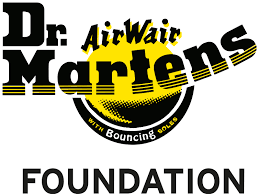 Dr. AirWair
Martens
WITH Bouncing SOLES
FOUNDATION